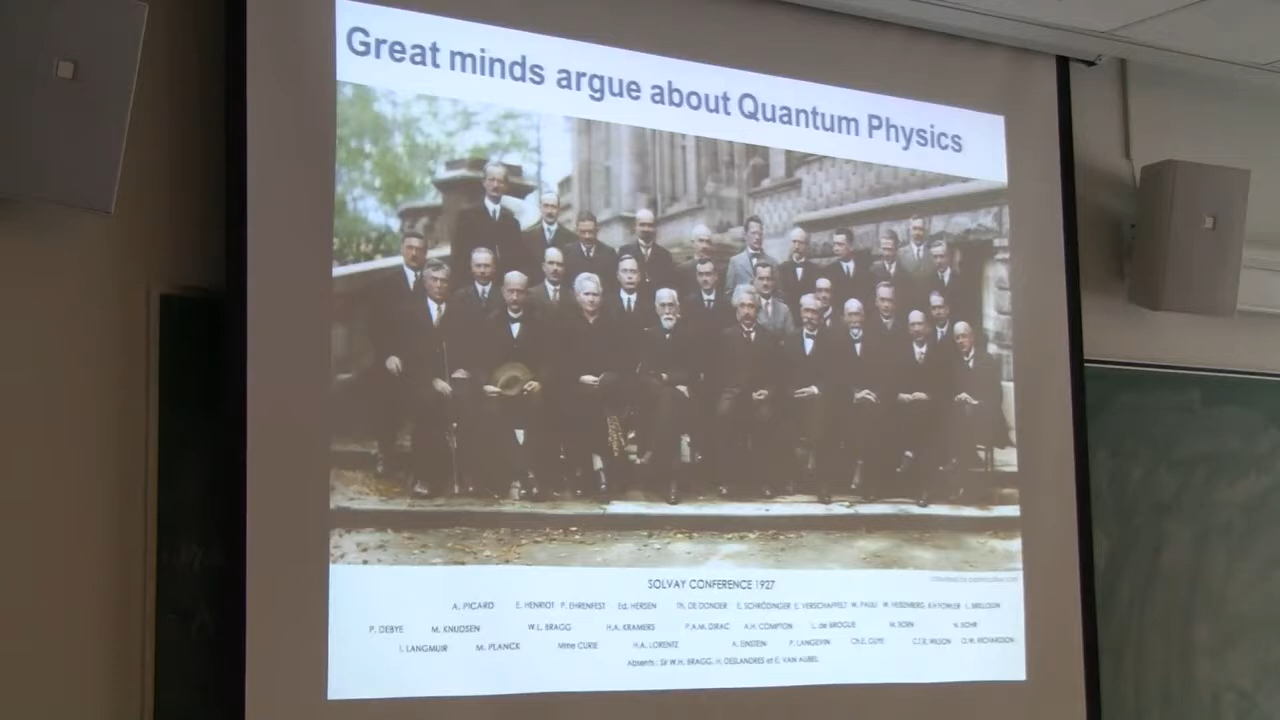 Great minds argue about Quantum Physics
SOLVAY CONFERENCE 1927
A. PICARD E. HENRIOT P. EHRENFEST Ed. HERSEN Th. DE DONDER E. SCHRÖDINGER E. VERSCHAFFELT W. PAULI W. HEISENBERG R.H FOWLER L. BRILLOUIN
P. DEBYE M. KNUDSEN W.L. BRAGG H.A. KRAMERS P.A.M. DIRAC A.H. COMPTON L. de BROGLIE M. BORN N. BOHR
I. LANGMUIR M. PLANCK Mme CURIE H.A. LORENTZ A. EINSTEIN P. LANGEVIN Ch.E. GUYE C.T.R. WILSON O.W. RICHARDSON
Absents : Sir W.H. BRAGG, H. DESLANDRES et E. VAN AUBEL